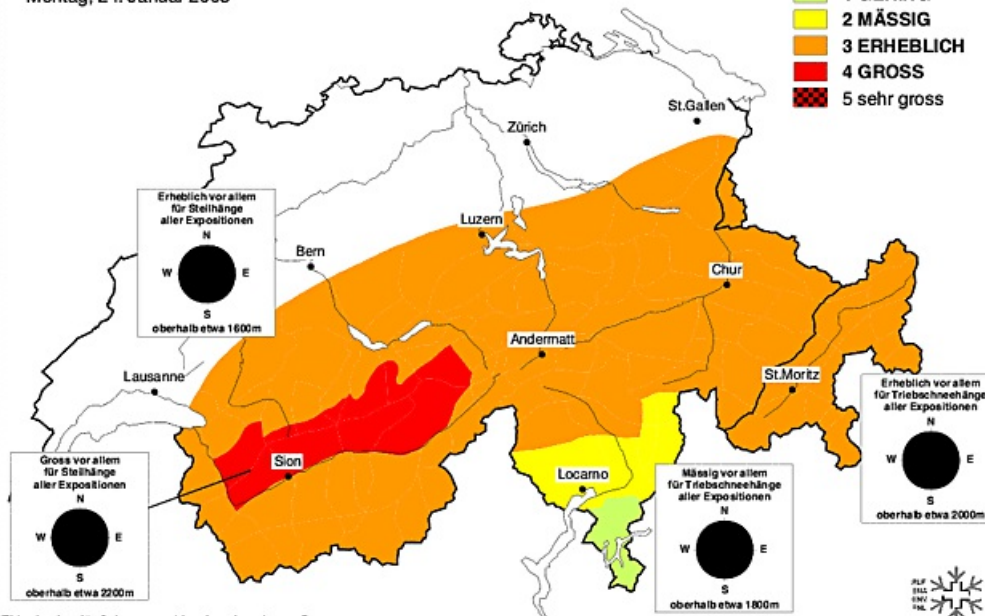 2 MÄSSIG
3 ERHEBLICH
4 GROSS
5 sehr gross
St.Gallen
Zürich
Erheblich vor allem
für Steilhänge
aller Expositionen
N
W E
S
oberhalb etwa 1600m
Luzern
Bern
Chur
Andermatt
Lausanne
St.Moritz
Erheblich vor allem
für Triebschneehänge
aller Expositionen
N
W E
S
oberhalb etwa 2000m
Gross vor allem
für Steilhänge
aller Expositionen
N
W E
S
oberhalb etwa 2200m
Sion
Locarno
Mässig vor allem
für Triebschneehänge
aller Expositionen
N
W E
S
oberhalb etwa 1800m